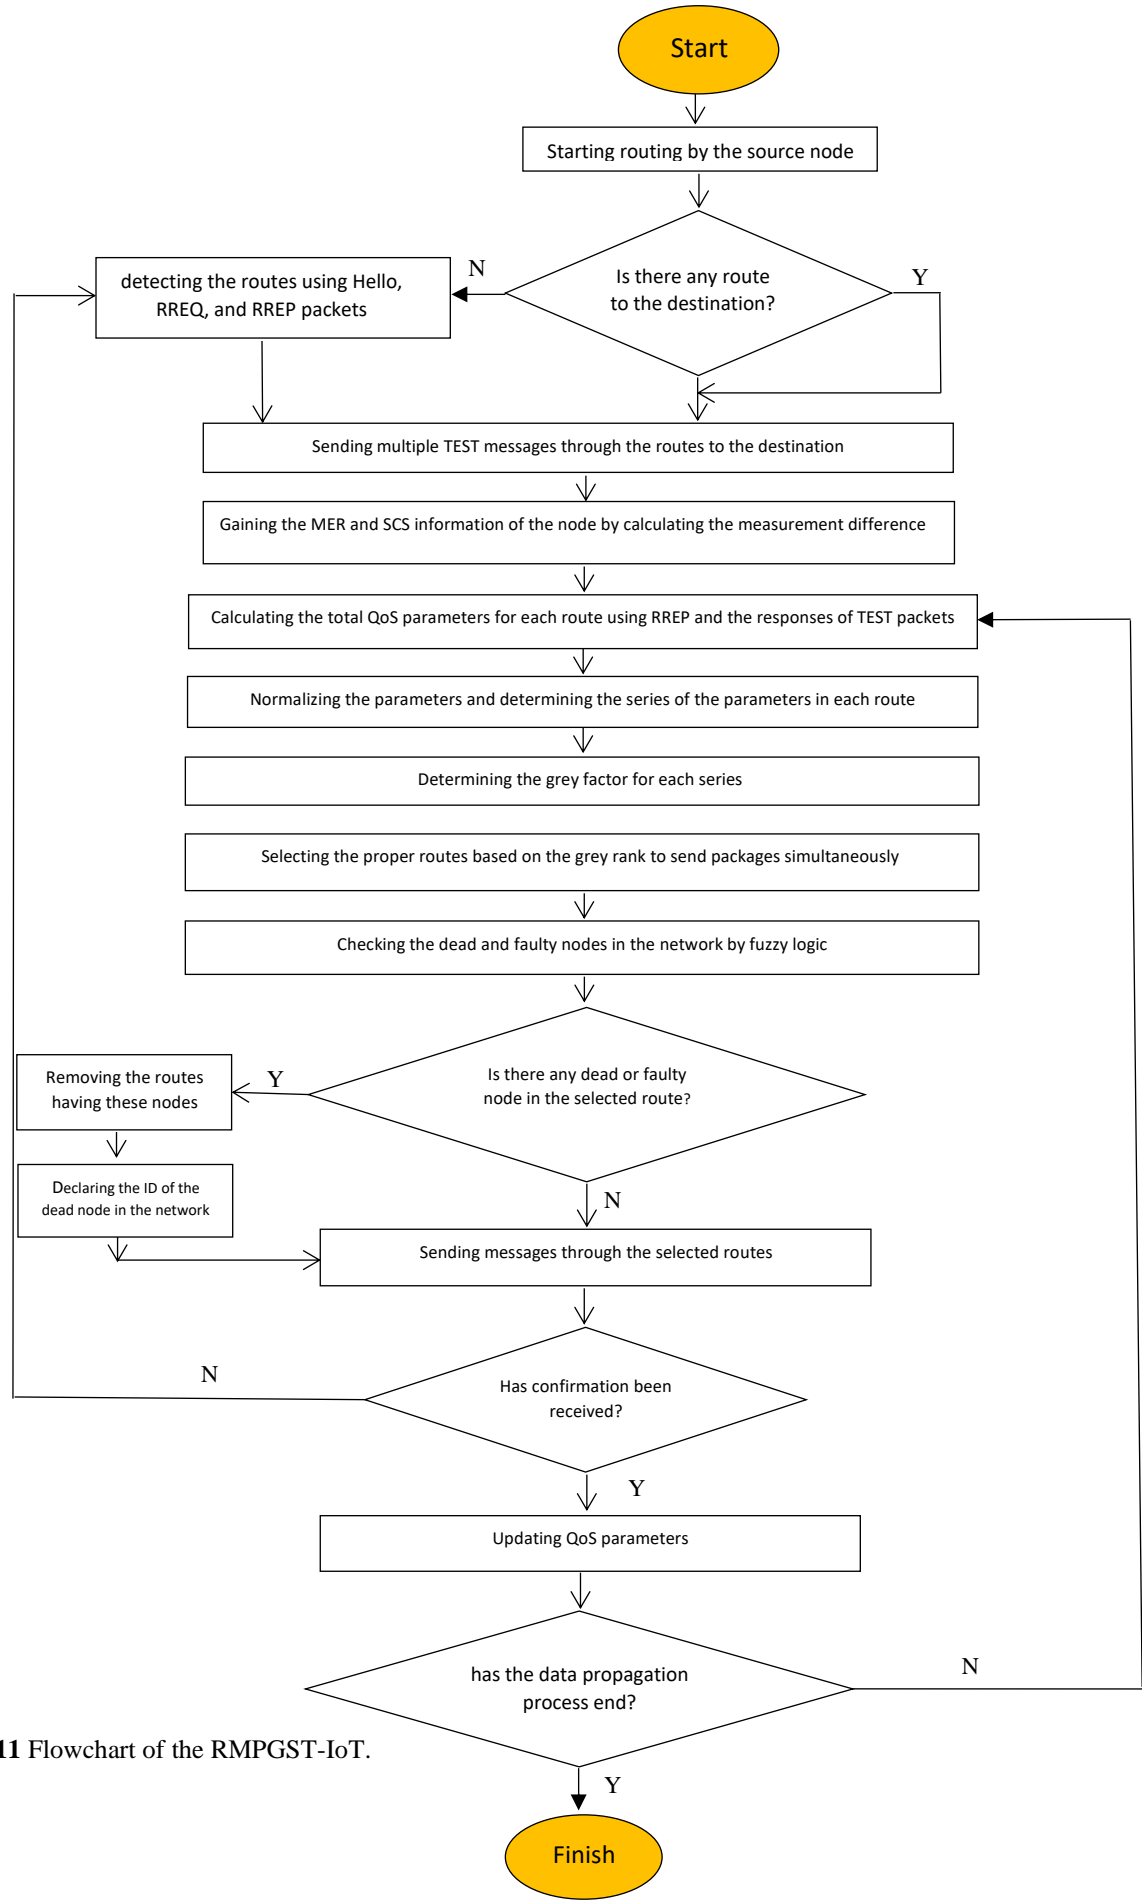 Start
Starting routing by the source node
Is there any route
to the destination?
N
Y
detecting the routes using Hello,
RREQ, and RREP packets
Sending multiple TEST messages through the routes to the destination
Gaining the MER and SCS information of the node by calculating the measurement difference
Calculating the total QoS parameters for each route using RREP and the responses of TEST packets
Normalizing the parameters and determining the series of the parameters in each route
Determining the grey factor for each series
Selecting the proper routes based on the grey rank to send packages simultaneously
Checking the dead and faulty nodes in the network by fuzzy logic
Is there any dead or faulty
node in the selected route?
Y
Removing the routes
having these nodes
Declaring the ID of the
dead node in the network
N
Sending messages through the selected routes
Has confirmation been
received?
N
Y
Updating QoS parameters
has the data propagation
process end?
N
11 Flowchart of the RMPGST-IoT.
Y
Finish